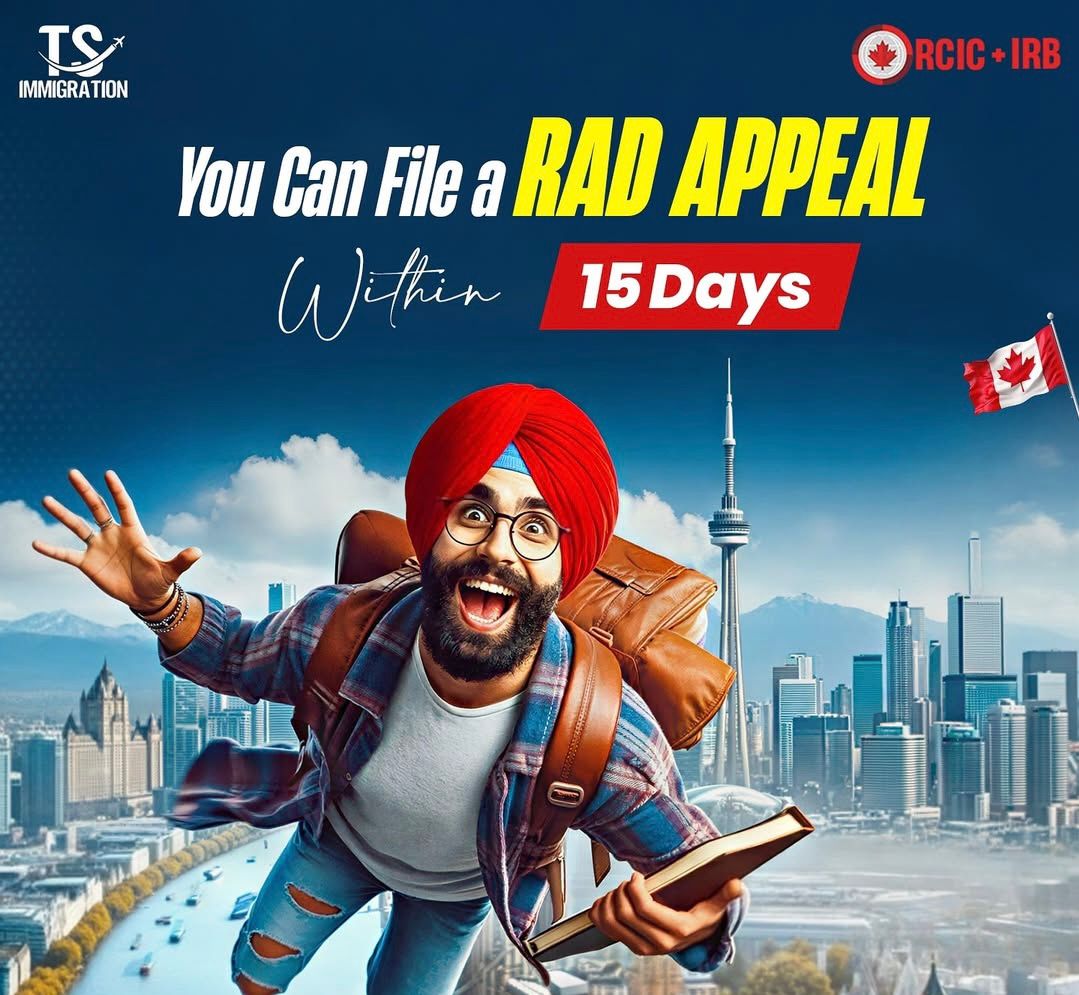 TS
IMMIGRATION
RCIC + IRB
You Can File a RAD APPEAL
Within 15 Days